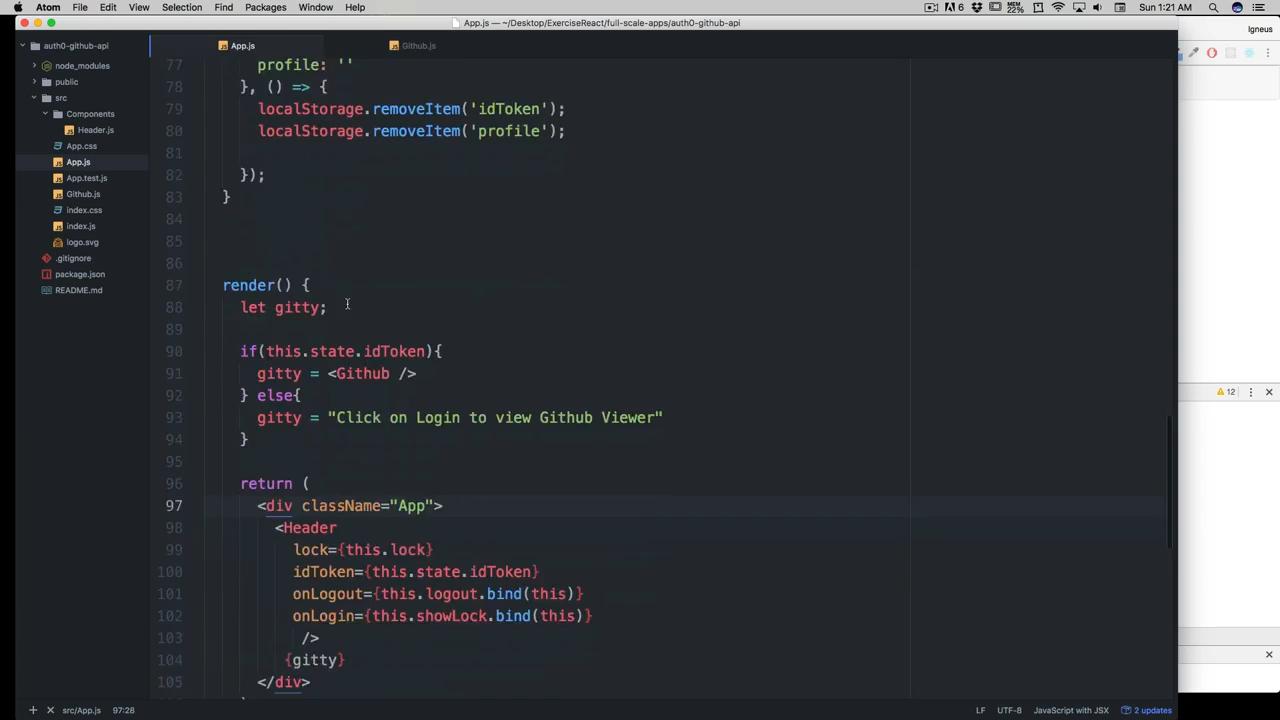 Atom File Edit View Selection Find Packages Window Help
6 MEM 22% Sun 1:21 AM
App.js — ~/Desktop/ExerciseReact/full-scale-apps/auth0-github-api
Igneus
auth0-github-api
node_modules
public
src
Components
Header.js
App.css
App.js
App.test.js
Github.js
index.css
index.js
logo.svg
.gitignore
package.json
README.md
App.js Github.js
77 profile: ''
78 }, () => {
79 localStorage.removeItem('idToken');
80 localStorage.removeItem('profile');
81
82 });
83 }
84
85
86
87 render() {
88 let gitty;
89
90 if(this.state.idToken){
91 gitty = <Github />
92 } else{
93 gitty = "Click on Login to view Github Viewer"
94 }
95
96 return (
97 <div className="App">
98 <Header
99 lock={this.lock}
100 idToken={this.state.idToken}
101 onLogout={this.logout.bind(this)}
102 onLogin={this.showLock.bind(this)}
103 />
104 {gitty}
105 </div>
12
src/App.js 97:28 LF UTF-8 JavaScript with JSX 2 updates